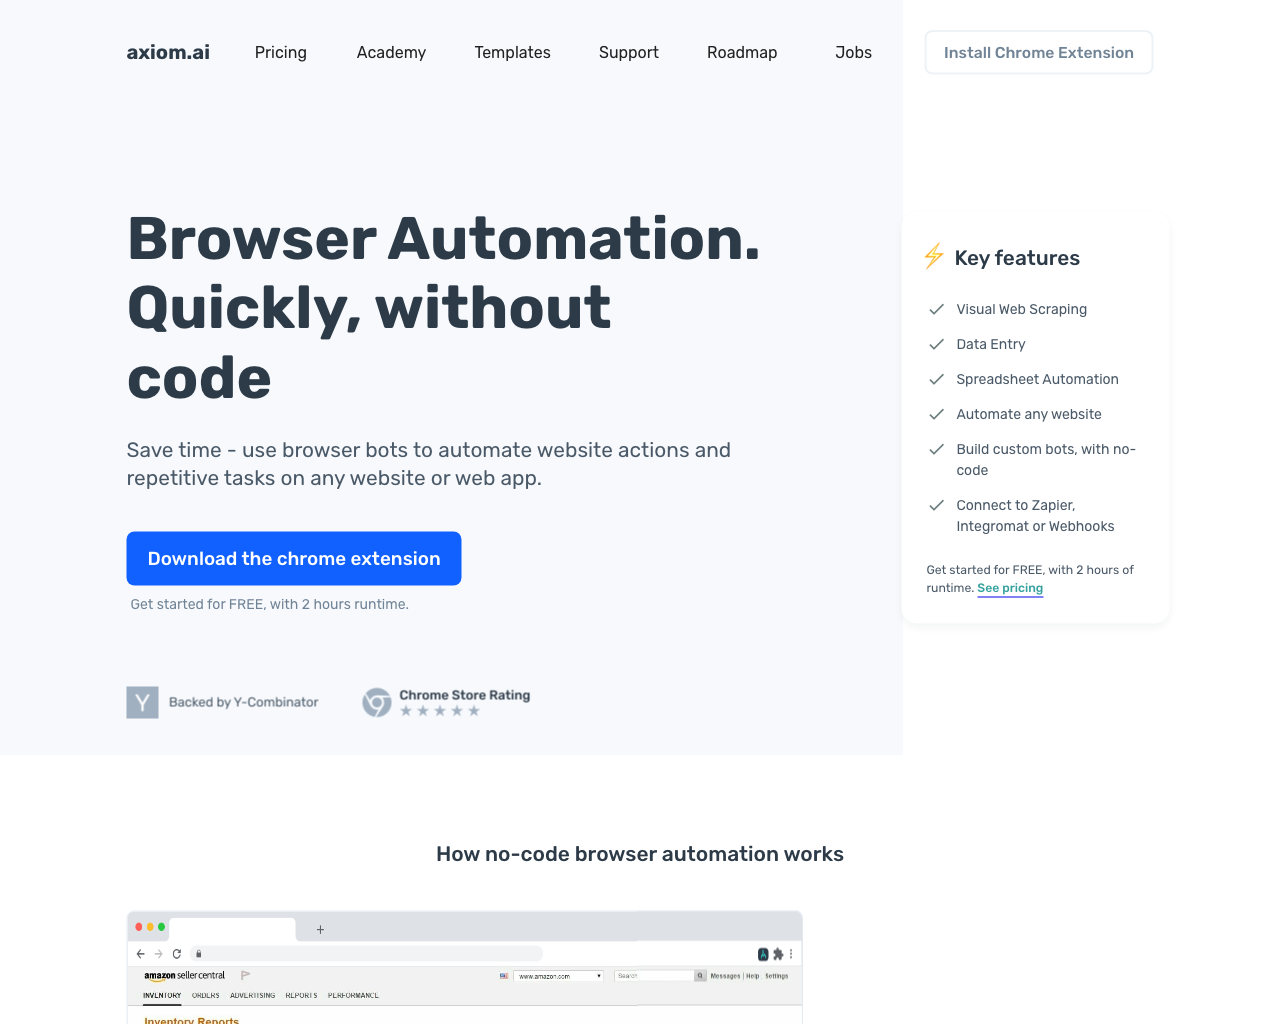 axiom.ai Pricing Academy Templates Support Roadmap Jobs Install Chrome Extension
Browser Automation.
Quickly, without
code
Save time - use browser bots to automate website actions and
repetitive tasks on any website or web app.
Download the chrome extension
Get started for FREE, with 2 hours runtime.
Y Backed by Y-Combinator
Chrome Store Rating
Key features
Visual Web Scraping
Data Entry
Spreadsheet Automation
Automate any website
Build custom bots, with no-
code
Connect to Zapier,
Integromat or Webhooks
Get started for FREE, with 2 hours of
runtime. See pricing
How no-code browser automation works
amazon seller central www.amazon.com Search Messages | Help Settings
INVENTORY ORDERS ADVERTISING REPORTS PERFORMANCE
Inventory Reports